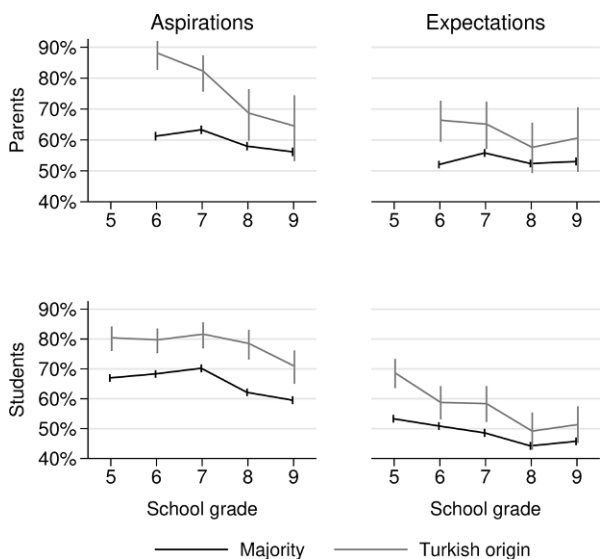 Aspirations
Expectations
Parents
90%
80%
70%
60%
50%
40%
5 6 7 8 9
5 6 7 8 9
Students
90%
80%
70%
60%
50%
40%
5 6 7 8 9
5 6 7 8 9
School grade
School grade
Majority
Turkish origin